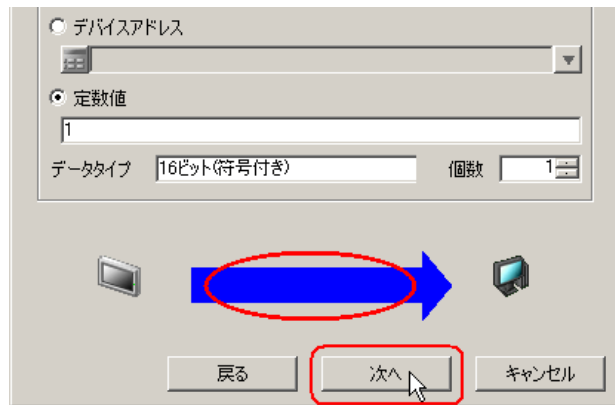 デバイスアドレス
定数値
1
データタイプ 16ビット(符号付き) 個数 1
戻る 次へ キャンセル